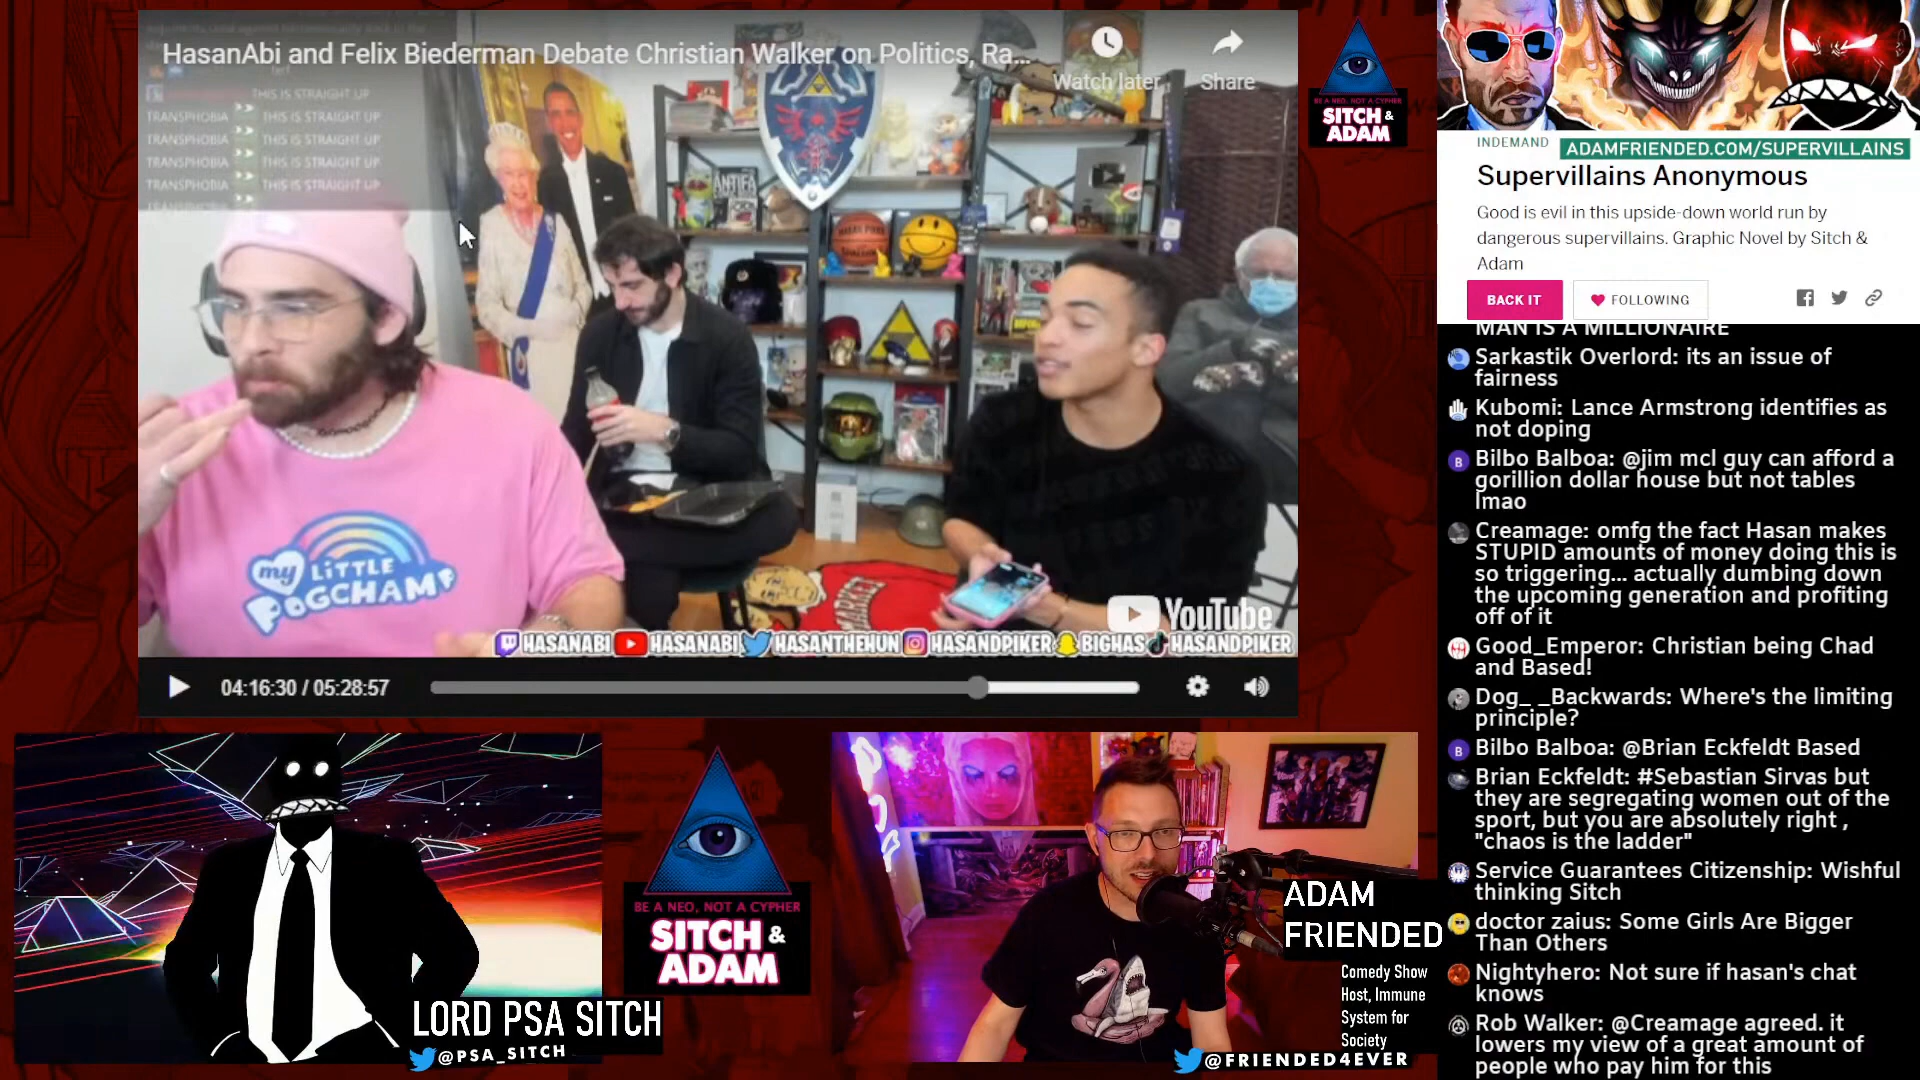 HasanAbi and Felix Biederman Debate Christian Walker on Politics, Ra...
Watch later
Share
THIS IS STRAIGHT UP
TRANSPHOBIA THIS IS STRAIGHT UP
TRANSPHOBIA THIS IS STRAIGHT UP
TRANSPHOBIA THIS IS STRAIGHT UP
TRANSPHOBIA THIS IS STRAIGHT UP
TRANSPHOBIA
ANTIFA
my LITTLE
POGCHAMP
YouTube
HASANABI HASANABI HASANTHEHUN HASANDPIKER BIGHAS HASANDPIKER
04:16:30 / 05:28:57
BE A NEO, NOT A CYPHER
SITCH &
ADAM
INDEMAND
ADAMFRIENDED.COM/SUPERVILLAINS
Supervillains Anonymous
Good is evil in this upside-down world run by
dangerous supervillains. Graphic Novel by Sitch &
Adam
BACK IT
FOLLOWING
MAN IS A MILLIONAIRE
Sarkastik Overlord: its an issue of
fairness
Kubomi: Lance Armstrong identifies as
not doping
B Bilbo Balboa: @jim mcl guy can afford a
gorillion dollar house but not tables
lmao
Creamage: omfg the fact Hasan makes
STUPID amounts of money doing this is
so triggering... actually dumbing down
the upcoming generation and profiting
off of it
Good_Emperor: Christian being Chad
and Based!
Dog_ _Backwards: Where's the limiting
principle?
B Bilbo Balboa: @Brian Eckfeldt Based
Brian Eckfeldt: #Sebastian Sirvas but
they are segregating women out of the
sport, but you are absolutely right ,
"chaos is the ladder"
Service Guarantees Citizenship: Wishful
thinking Sitch
doctor zaius: Some Girls Are Bigger
Than Others
Nightyhero: Not sure if hasan's chat
knows
Rob Walker: @Creamage agreed. it
lowers my view of a great amount of
people who pay him for this
LORD PSA SITCH
@PSA_SITCH
BE A NEO, NOT A CYPHER
SITCH &
ADAM
ADAM
FRIENDED
Comedy Show
Host, Immune
System for
Society
@FRIENDED4EVER